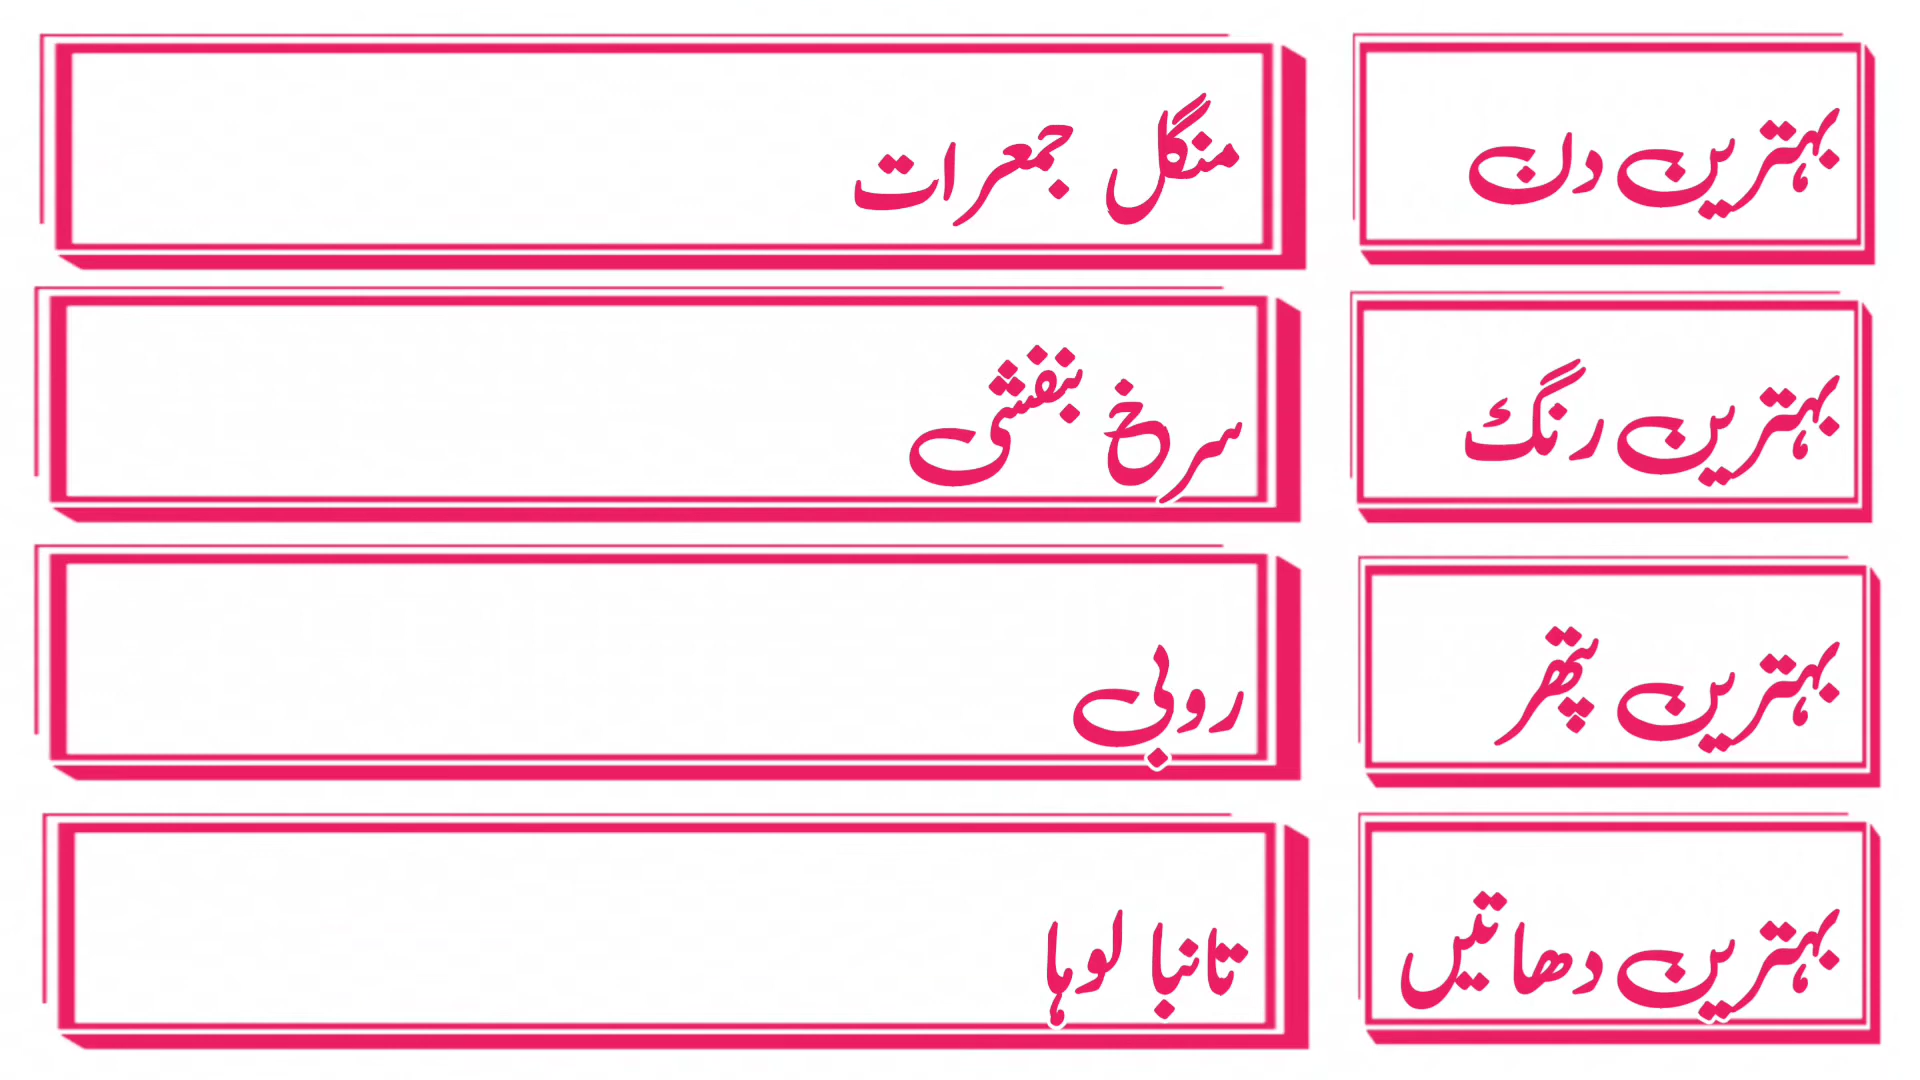 بہترین دن
منگل جمعرات
بہترین رنگ
سرخ بنفشی
بہترین پتھر
روبی
بہترین دھاتیں
تانبا لوہا